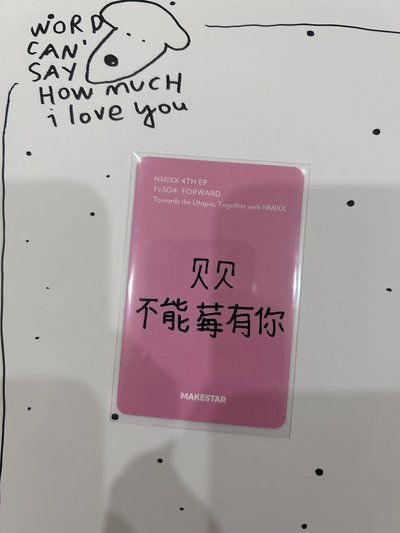 WORD
CAN'
SAY
HOW MUCH
i love you
NMIXX 4TH EP
Fe3O4: FORWARD
Towards the Utopia, Together with NMIXX
贝贝
不能莓有你
MAKESTAR